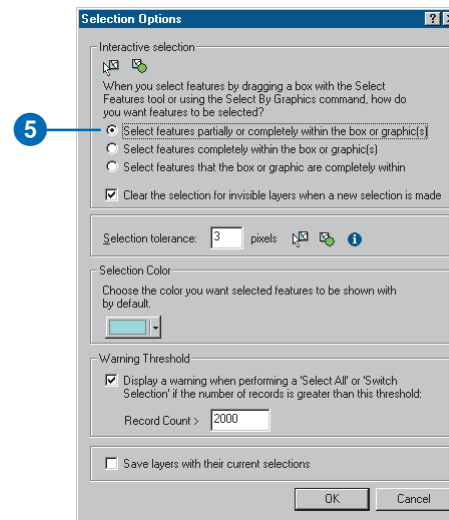 Selection Options
?
Interactive selection
When you select features by dragging a box with the Select
Features tool or using the Select By Graphics command, how do
you want features to be selected?
5
Select features partially or completely within the box or graphic(s)
Select features completely within the box or graphic(s)
Select features that the box or graphic are completely within
Clear the selection for invisible layers when a new selection is made
Selection tolerance: 3 pixels
Selection Color
Choose the color you want selected features to be shown with
by default.
Warning Threshold
Display a warning when performing a 'Select All' or 'Switch
Selection' if the number of records is greater than this threshold:
Record Count > 2000
Save layers with their current selections
OK Cancel